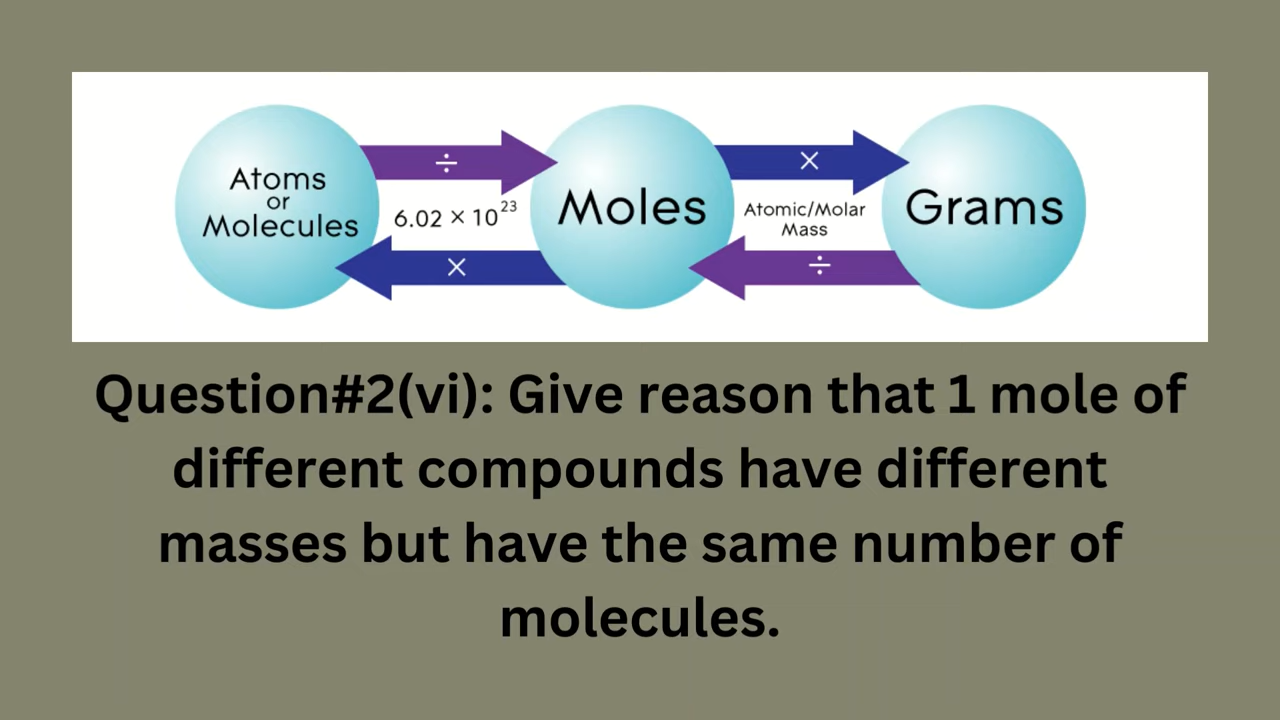 Atoms
or
Molecules
÷
6.02 × 10²³
×
Moles
×
Atomic/Molar
Mass
÷
Grams
Question#2(vi): Give reason that 1 mole of
different compounds have different
masses but have the same number of
molecules.